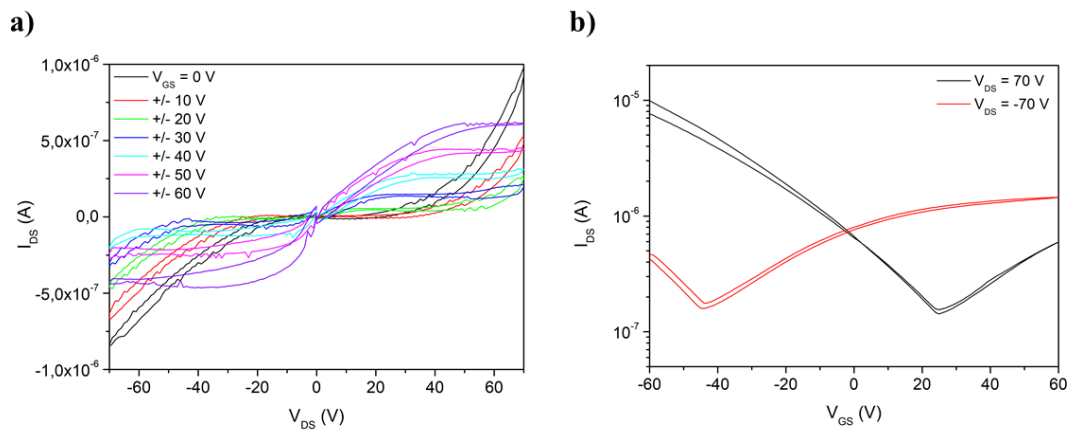 a)
1,0x10⁻⁶
5,0x10⁻⁷
0,0
-5,0x10⁻⁷
-1,0x10⁻⁶
I_DS (A)
V_GS = 0 V
+/- 10 V
+/- 20 V
+/- 30 V
+/- 40 V
+/- 50 V
+/- 60 V
-60 -40 -20 0 20 40 60
V_DS (V)
b)
10⁻⁵
10⁻⁶
10⁻⁷
I_DS (A)
V_DS = 70 V
V_DS = -70 V
-60 -40 -20 0 20 40 60
V_GS (V)